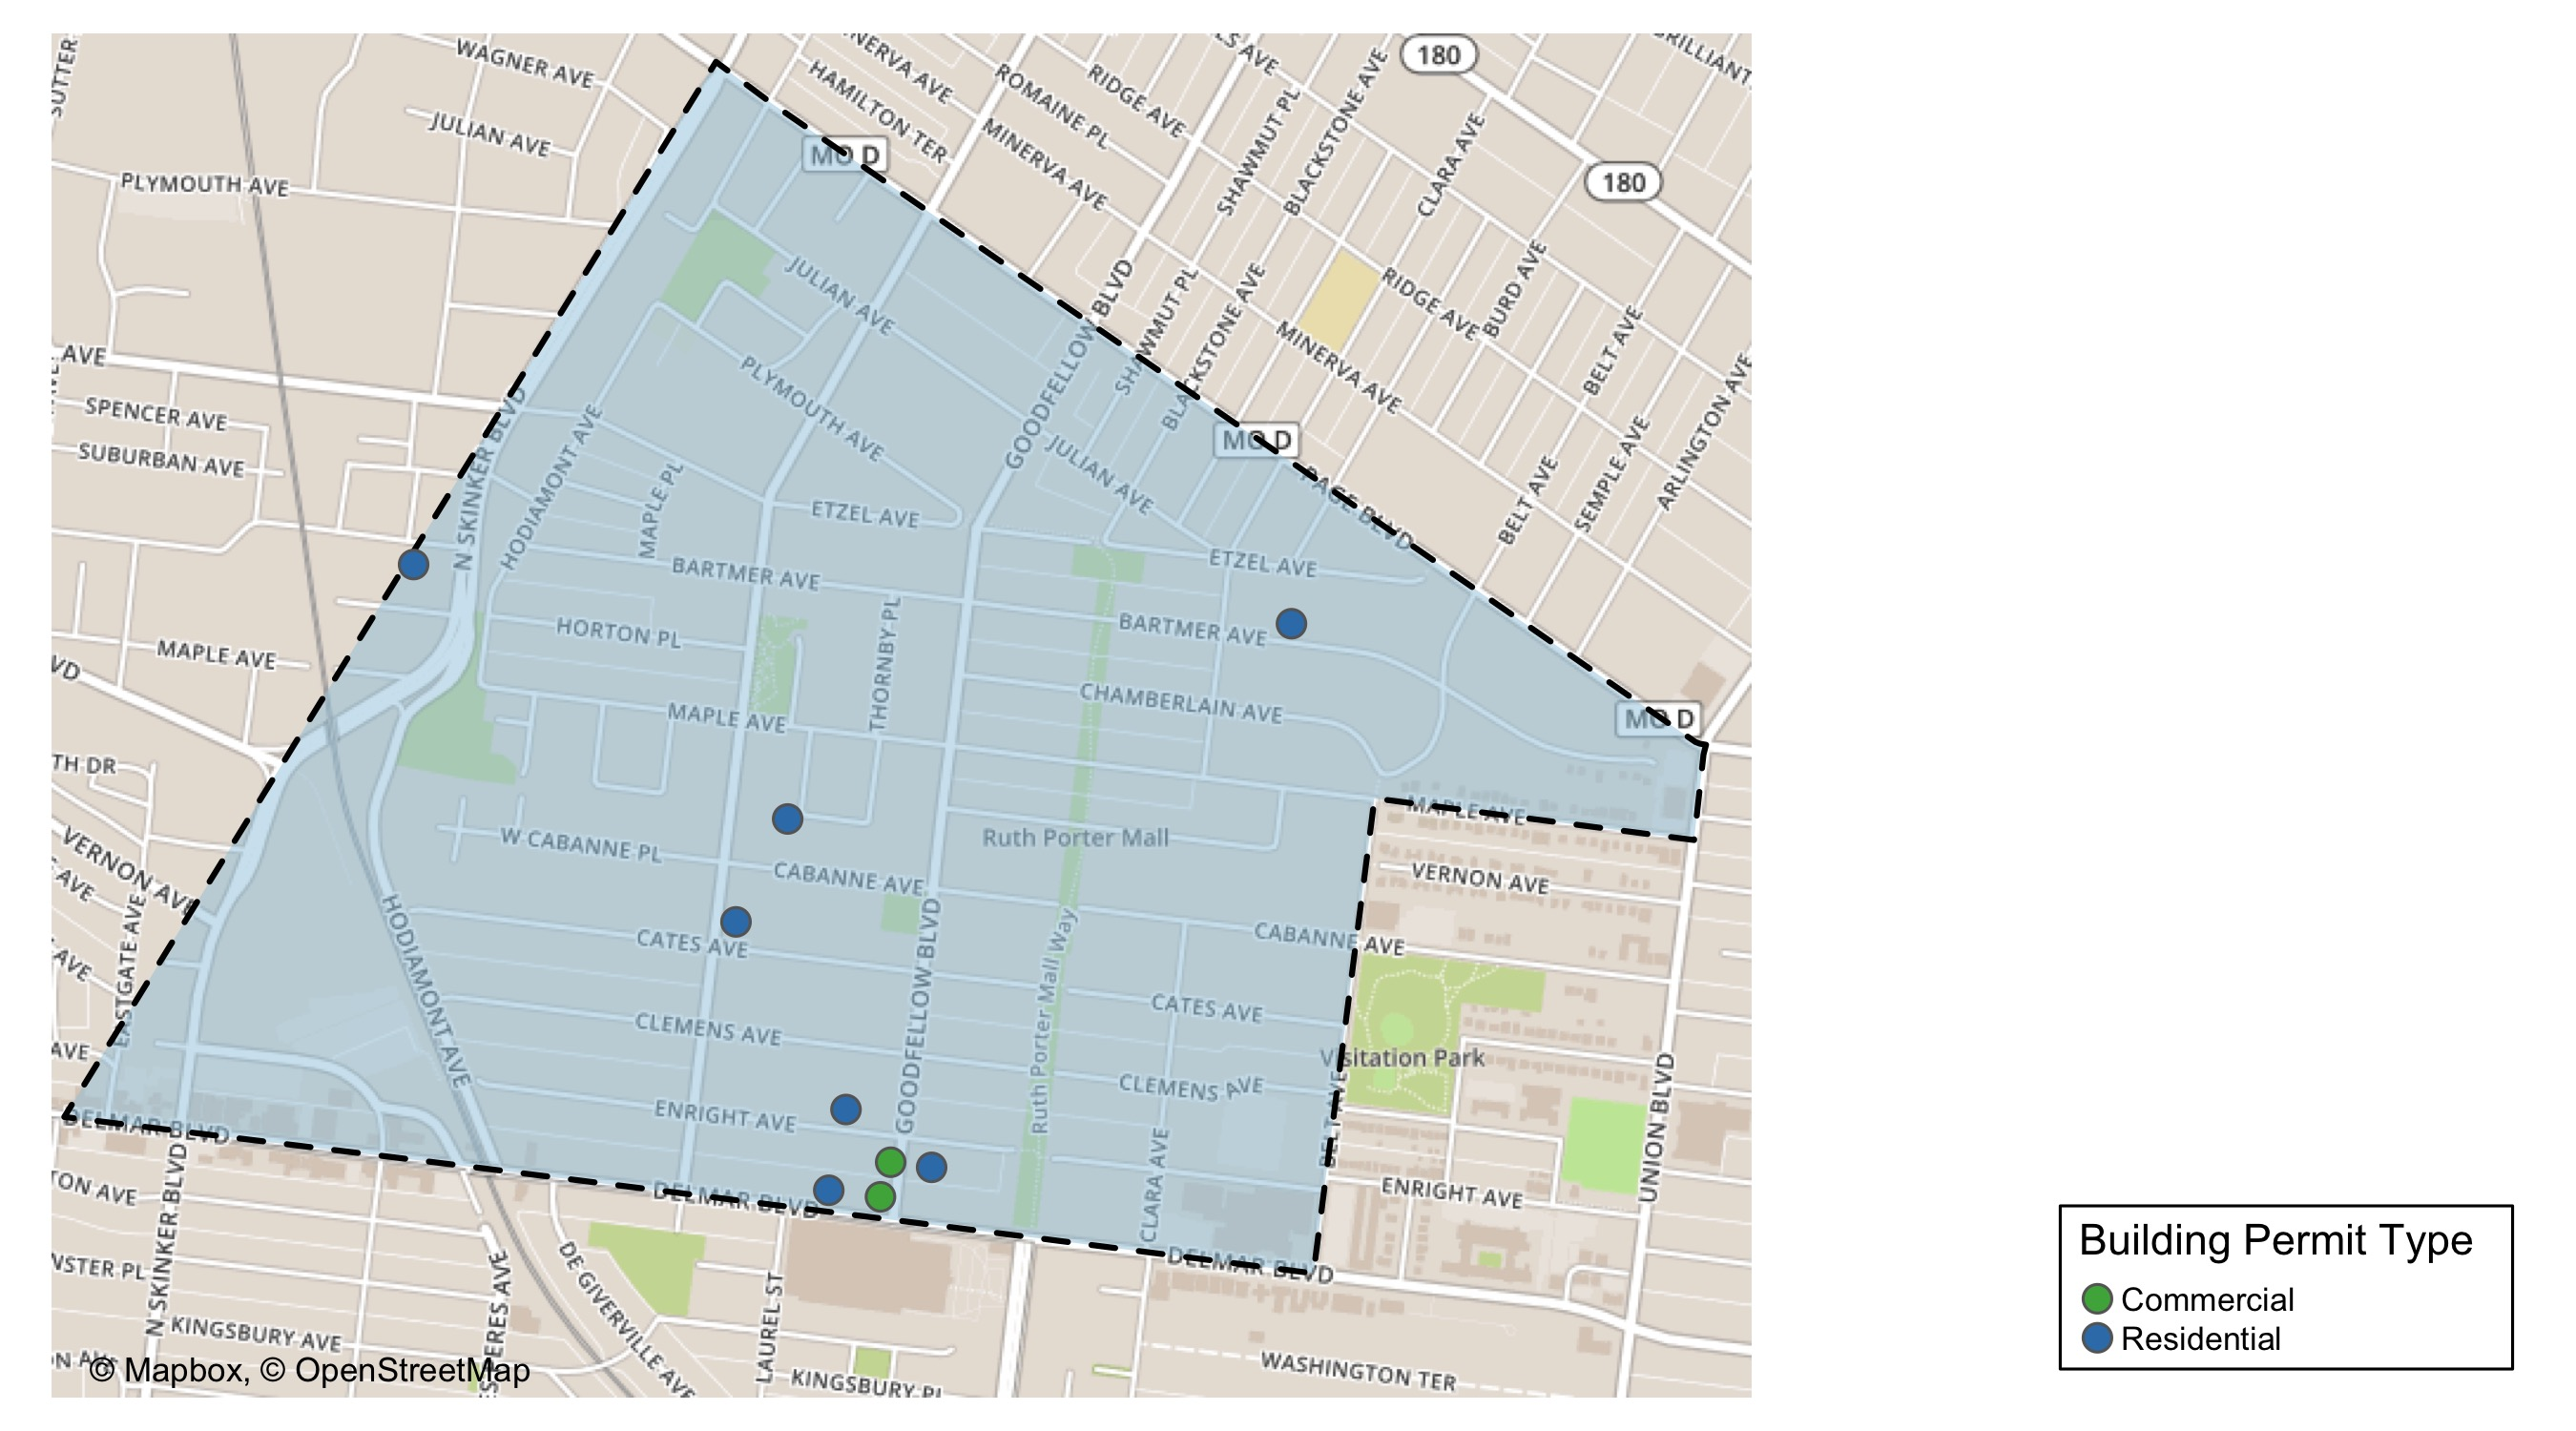 WAGNER AVE
JULIAN AVE
PLYMOUTH AVE
HAMILTON TER
ROMAINE PL
RIDGE AVE
MINERVA AVE
SHAWMUT PL
BLACKSTONE AVE
CLARA AVE
180
180
MO D
JULIAN AVE
GOODFELLOW BLVD
SHAWMUT PL
BLACKSTONE AVE
RIDGE AVE
BURD AVE
MINERVA AVE
BELT AVE
AVE
SPENCER AVE
SUBURBAN AVE
N SKINKER BLVD
HODIAMONT AVE
MAPLE PL
PLYMOUTH AVE
ETZEL AVE
JULIAN AVE
MO D
PAGE BLVD
BELT AVE
SEMPLE AVE
ARLINGTON AVE
BARTMER AVE
ETZEL AVE
HORTON PL
THORNBY PL
BARTMER AVE
MAPLE AVE
MAPLE AVE
CHAMBERLAIN AVE
MO D
MAPLE AVE
W CABANNE PL
CABANNE AVE
Ruth Porter Mall
VERNON AVE
VERNON AVE
EASTGATE AVE
HODIAMONT AVE
CATES AVE
GOODFELLOW BLVD
Ruth Porter Mall Way
CABANNE AVE
CATES AVE
CLEMENS AVE
CLEMENS AVE
Visitation Park
BELT AVE
UNION BLVD
DELMAR BLVD
ENRIGHT AVE
CLARA AVE
ENRIGHT AVE
DELMAR BLVD
DELMAR BLVD
N SKINKER BLVD
DE GIVERVILLE AVE
LAUREL ST
KINGSBURY AVE
KINGSBURY PL
WASHINGTON TER
© Mapbox, © OpenStreetMap
Building Permit Type
Commercial
Residential